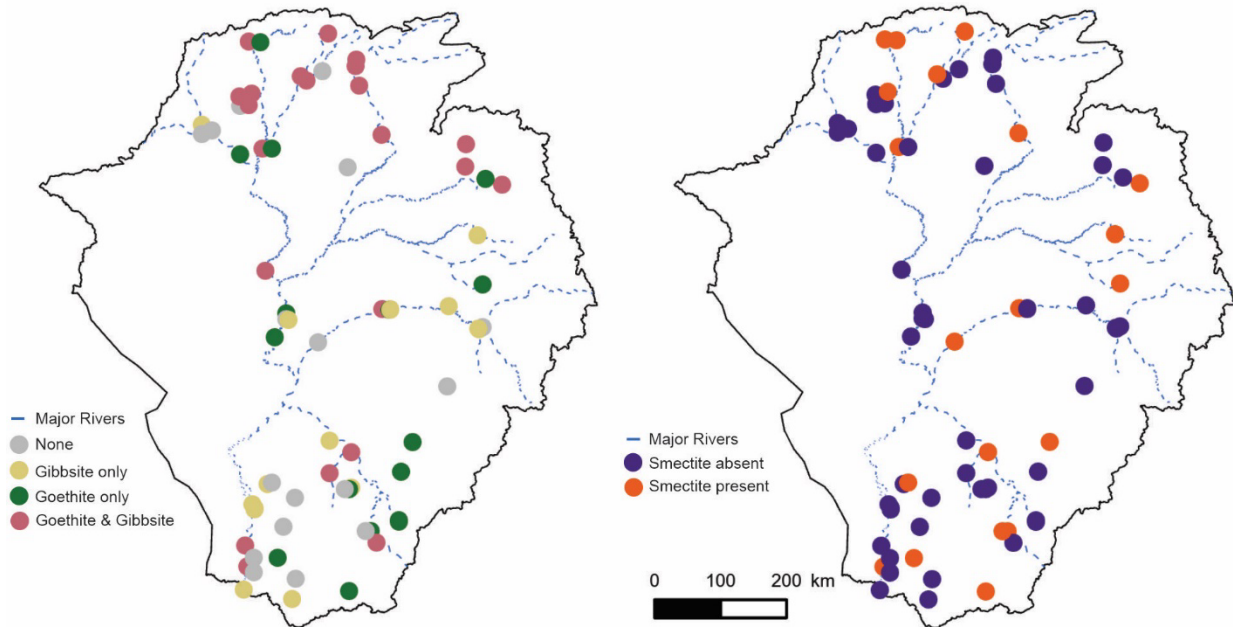 Major Rivers
None
Gibbsite only
Goethite only
Goethite & Gibbsite
Major Rivers
Smectite absent
Smectite present
0 100 200 km